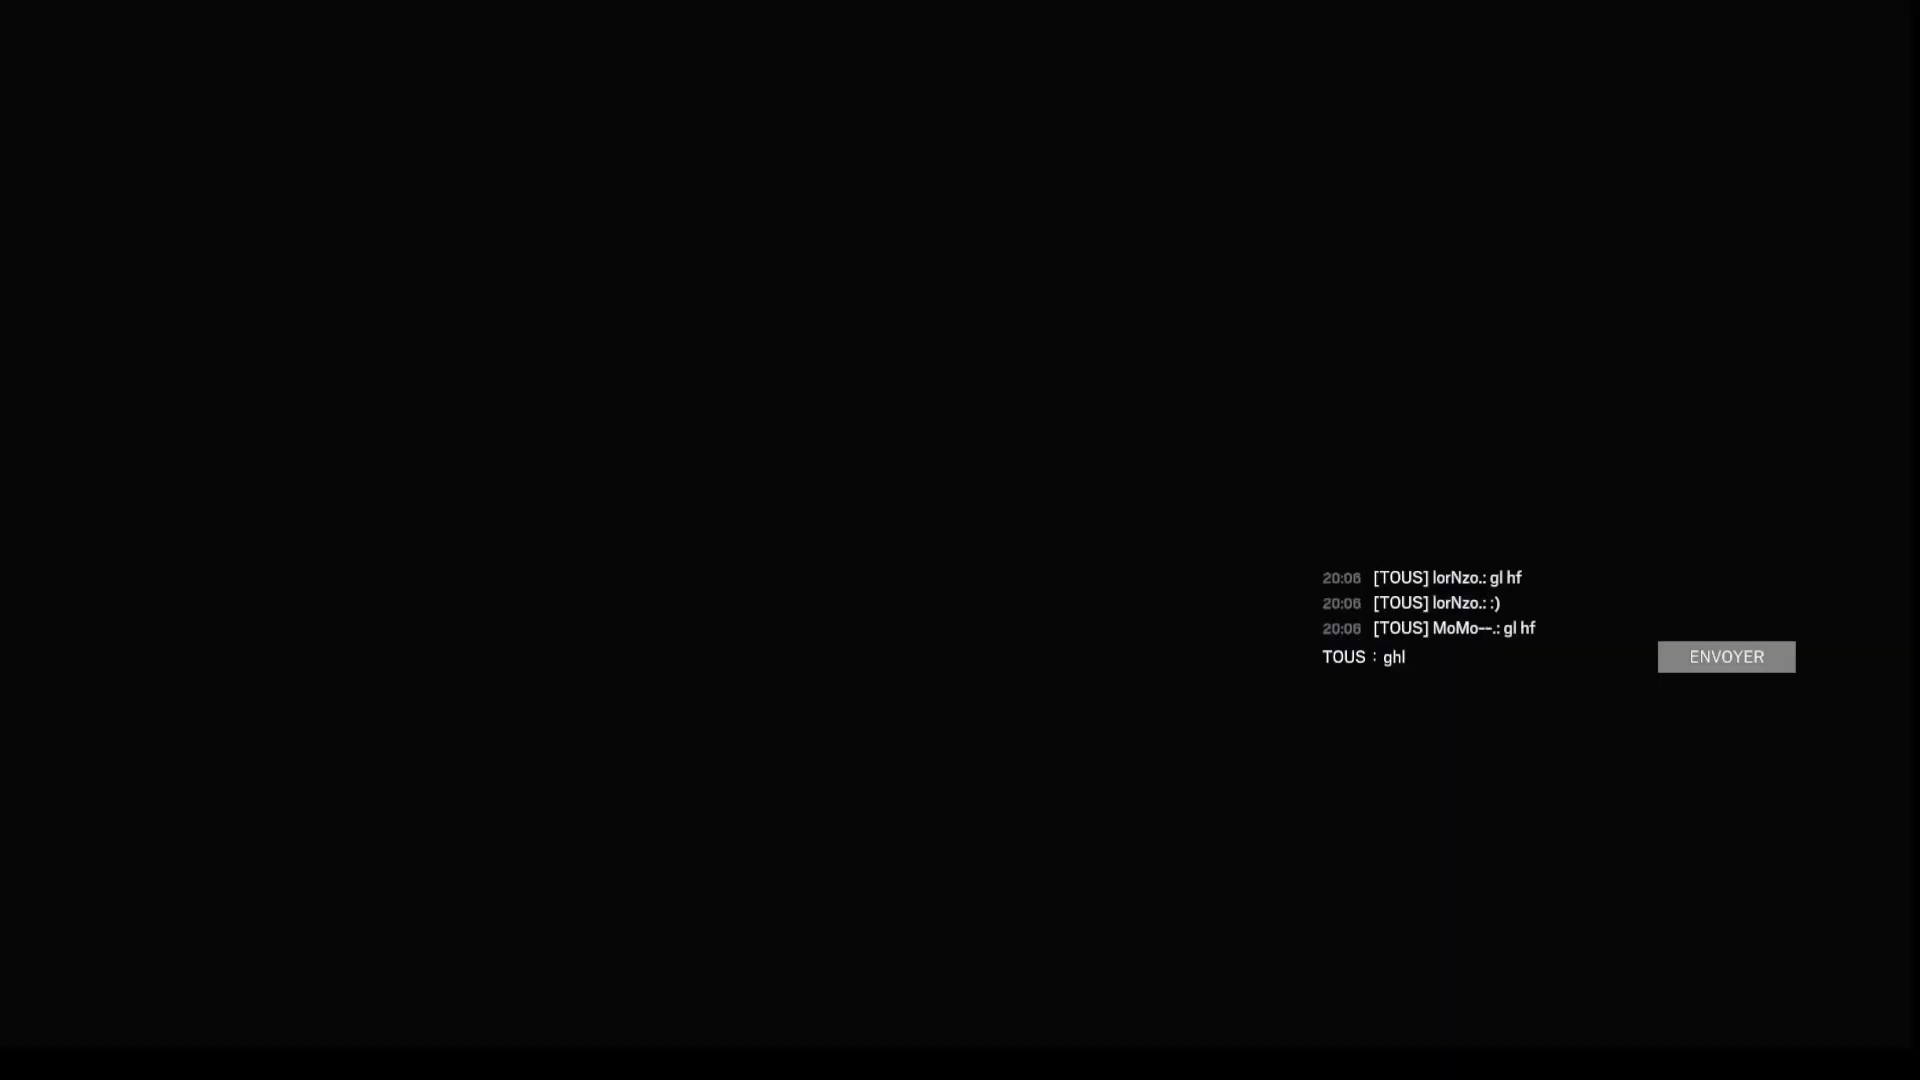 20:06 [TOUS] lorNzo.: gl hf
20:06 [TOUS] lorNzo.: :)
20:06 [TOUS] MoMo--.: gl hf
TOUS : ghl
ENVOYER